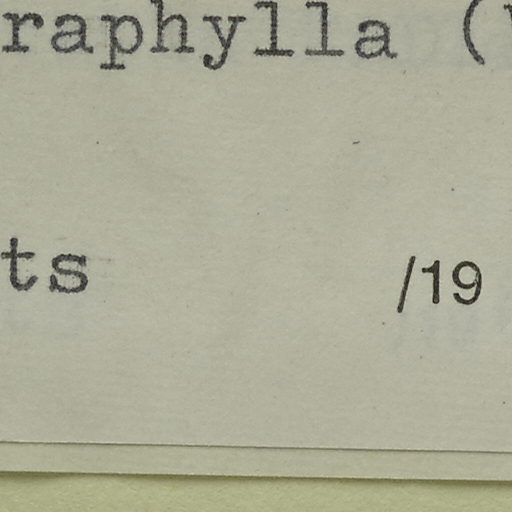 raphylla (
ts /19